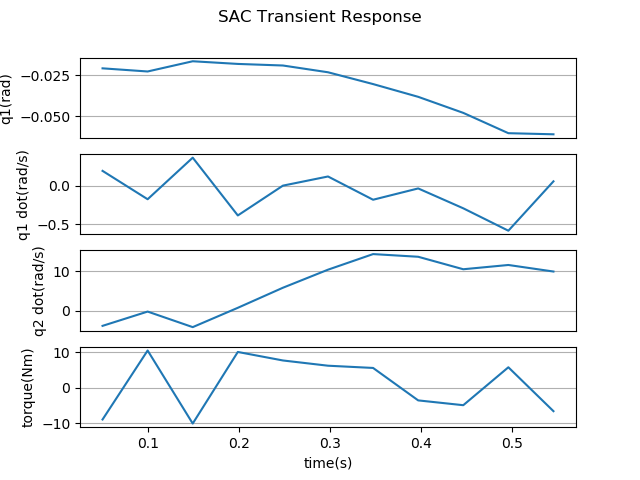 SAC Transient Response
q1(rad)
−0.025
−0.050
q1 dot(rad/s)
0.0
−0.5
q2 dot(rad/s)
10
0
torque(Nm)
10
0
−10
0.1 0.2 0.3 0.4 0.5
time(s)